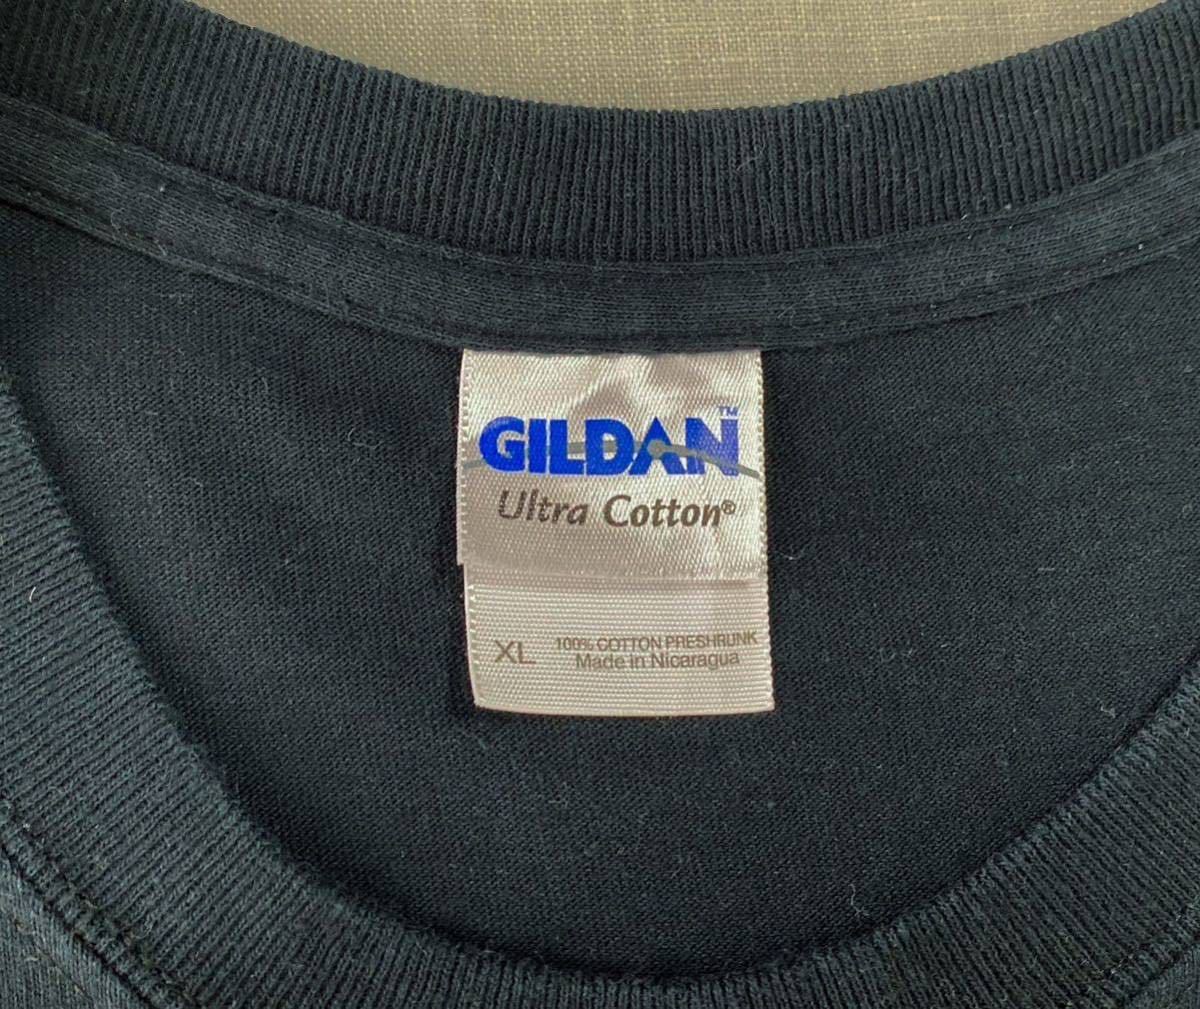 GILDAN™
Ultra Cotton®
XL 100% COTTON PRESHRUNK
Made in Nicaragua